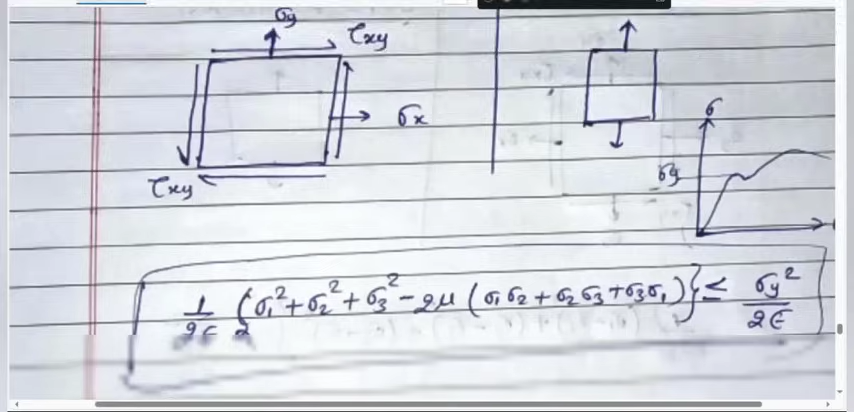 σy
τxy
σx
τxy
σ
σy
1/2E {σ₁² + σ₂² + σ₃² - 2μ (σ₁σ₂ + σ₂σ₃ + σ₃σ₁)} ≤ σy²/2E